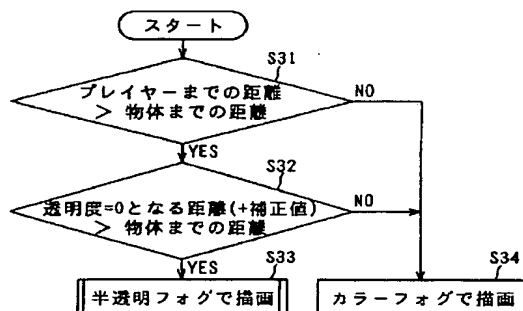 スタート
S31
プレイヤーまでの距離
> 物体までの距離
NO
YES
S32
透明度=0となる距離(+補正値)
> 物体までの距離
NO
YES
S33
半透明フォグで描画
S34
カラーフォグで描画